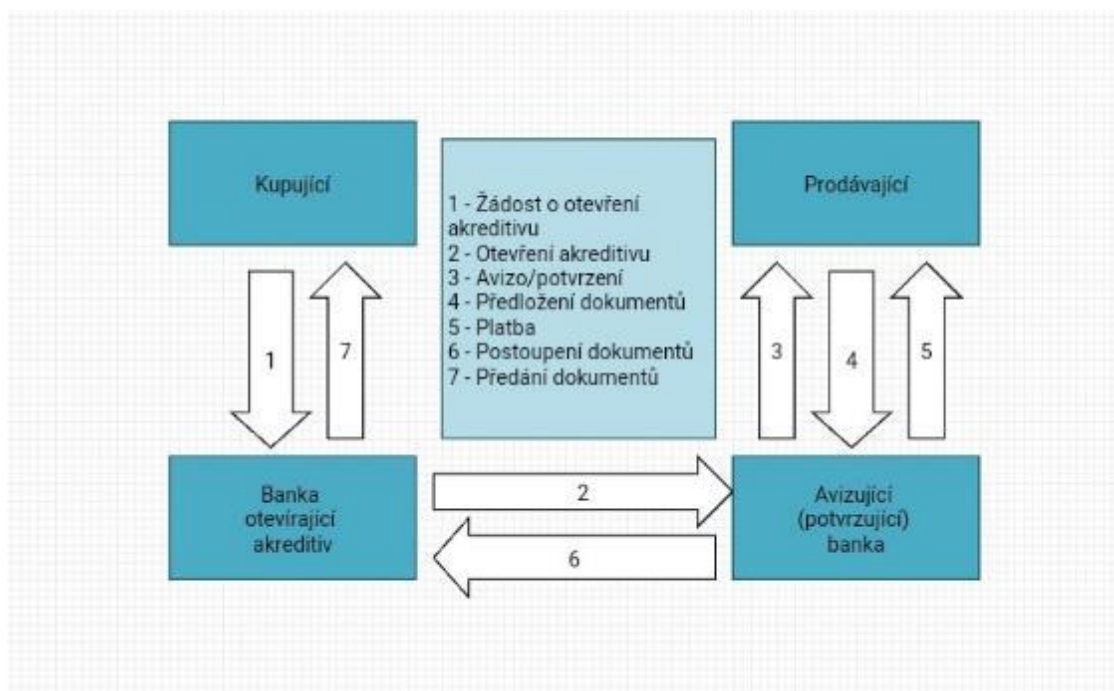 Kupující
1 - Žádost o otevření
akreditivu
2 - Otevření akreditivu
3 - Avizo/potvrzení
4 - Předložení dokumentů
5 - Platba
6 - Postoupení dokumentů
7 - Předání dokumentů
Prodávající
1
7
3
4
5
Banka
otevírající
akreditiv
2
6
Avizující
(potvrzující)
banka